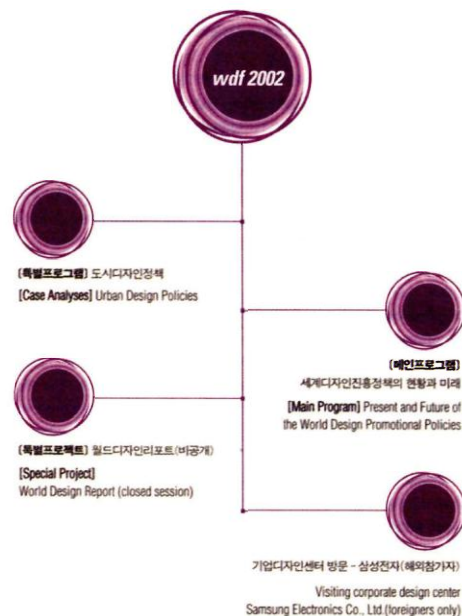 wdf 2002
[특별프로그램] 도시디자인정책
[Case Analyses] Urban Design Policies
[메인프로그램]
세계디자인진흥정책의 현황과 미래
[Main Program] Present and Future of
the World Design Promotional Policies
[특별프로젝트] 월드디자인리포트(비공개)
[Special Project]
World Design Report (closed session)
기업디자인센터 방문 - 삼성전자(해외참가자)
Visiting corporate design center
Samsung Electronics Co., Ltd.(foreigners only)